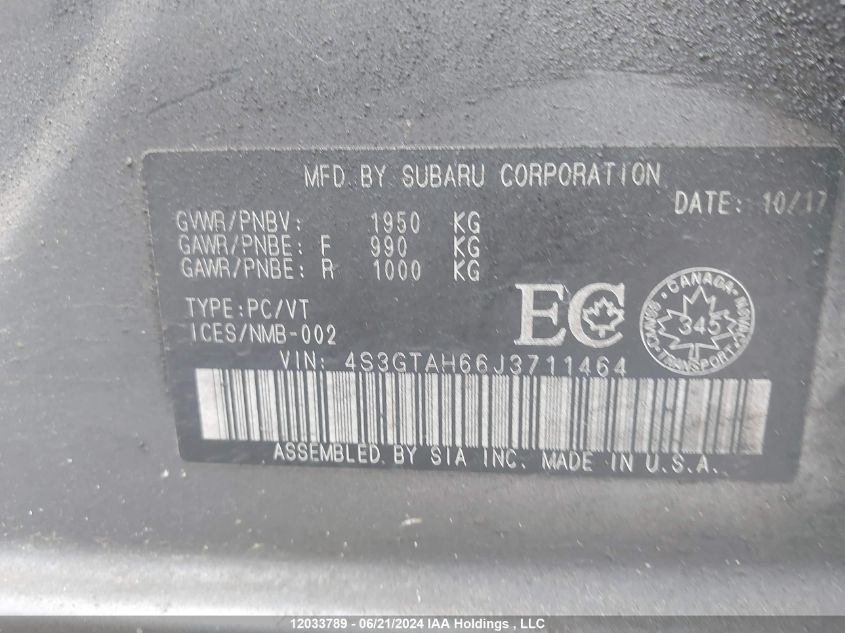 MFD. BY SUBARU CORPORATION
DATE: 10/17
GVWR/PNBV: 1950 KG
GAWR/PNBE: F 990 KG
GAWR/PNBE: R 1000 KG
TYPE:PC/VT
ICES/NMB-002
EC
CANADA
345
TRANSPORT
VIN: 4S3GTAH66J3711464
ASSEMBLED BY SIA INC. MADE IN U.S.A.
12033789 - 06/21/2024 IAA Holdings , LLC